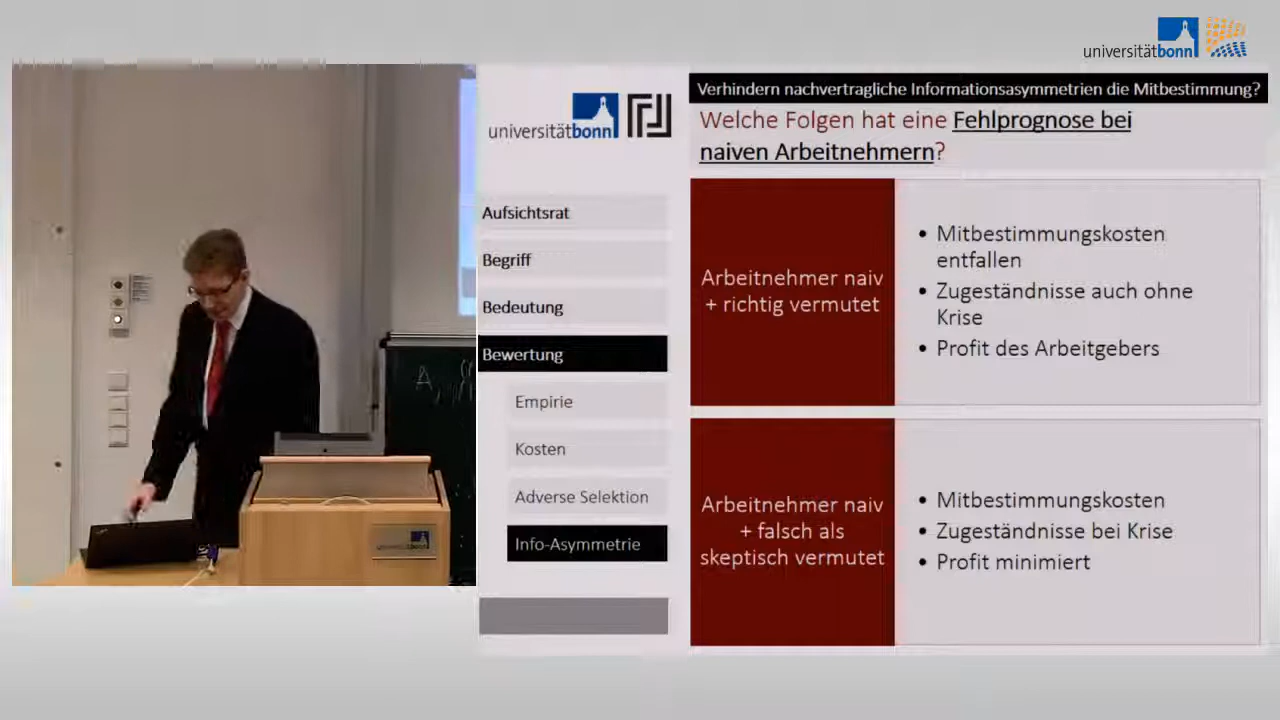 universitätbonn
universitätbonn
Aufsichtsrat
Begriff
Bedeutung
Bewertung
Empirie
Kosten
Adverse Selektion
Info-Asymmetrie
Verhindern nachvertragliche Informationsasymmetrien die Mitbestimmung?
Welche Folgen hat eine Fehlprognose bei
naiven Arbeitnehmern?
Arbeitnehmer naiv
+ richtig vermutet
• Mitbestimmungskosten
entfallen
• Zugeständnisse auch ohne
Krise
• Profit des Arbeitgebers
Arbeitnehmer naiv
+ falsch als
skeptisch vermutet
• Mitbestimmungskosten
• Zugeständnisse bei Krise
• Profit minimiert
universitätbonn